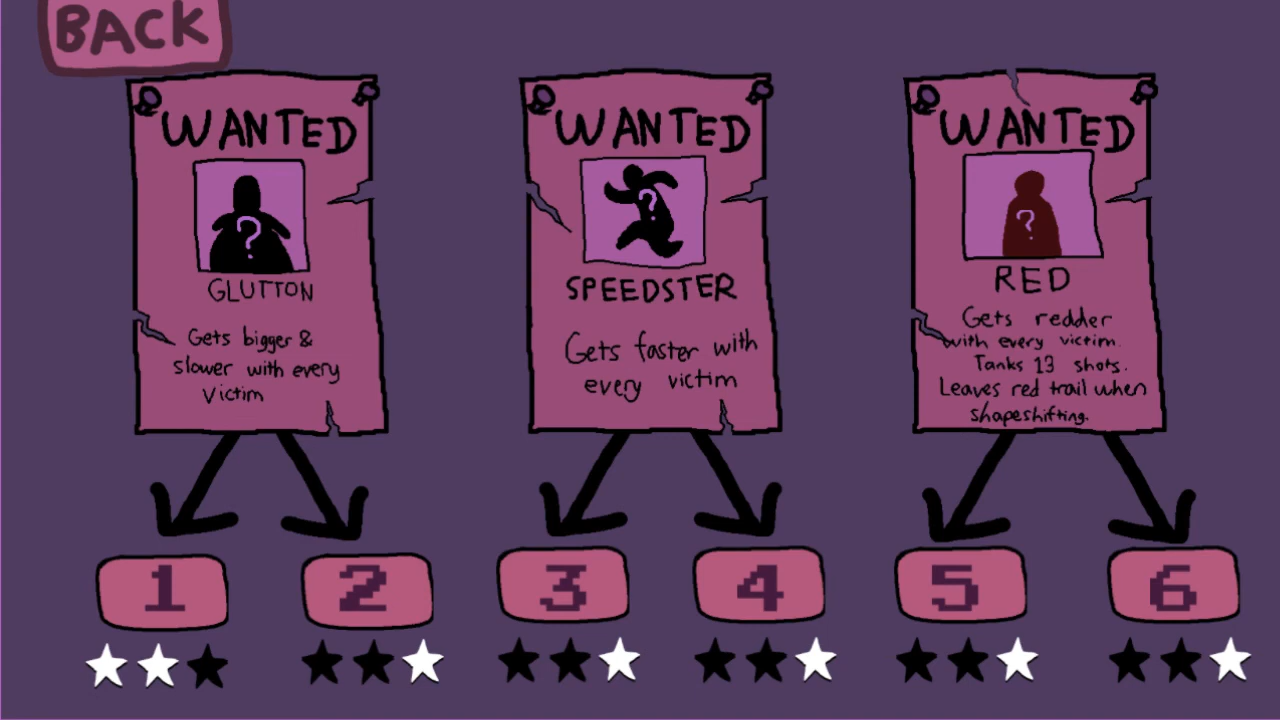 BACK
WANTED
?
GLUTTON
Gets bigger &
slower with every
victim
WANTED
?
SPEEDSTER
Gets faster with
every victim
WANTED
?
RED
Gets redder
with every victim.
Tanks 13 shots.
Leaves red trail when
shapeshifting.
1
2
3
4
5
6